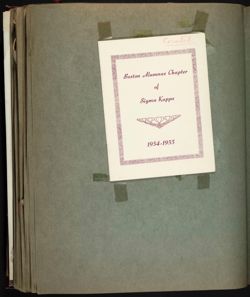 Boston Alumnae Chapter
of
Sigma Kappa
1954-1955